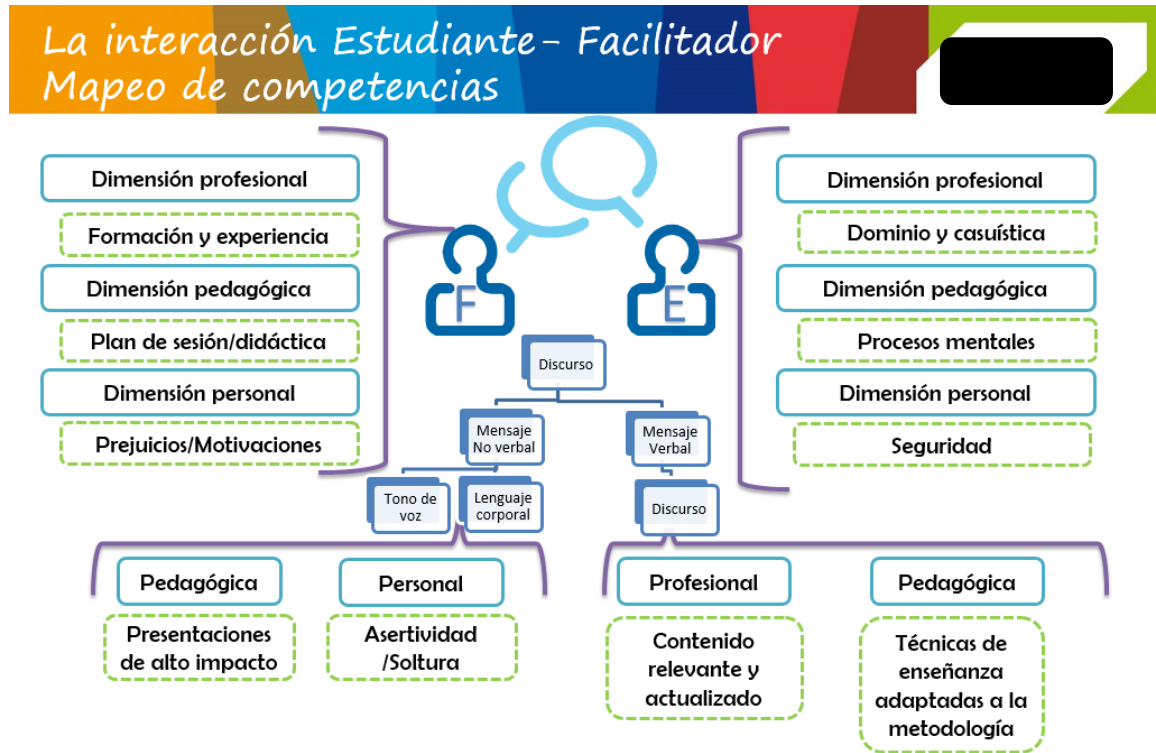 La interacción Estudiante- Facilitador
Mapeo de competencias
Dimensión profesional
Formación y experiencia
Dimensión pedagógica
Plan de sesión/didáctica
Dimensión personal
Prejuicios/Motivaciones
F
E
Dimensión profesional
Dominio y casuística
Dimensión pedagógica
Procesos mentales
Dimensión personal
Seguridad
Discurso
Mensaje
No verbal
Mensaje
Verbal
Tono de
voz
Lenguaje
corporal
Discurso
Pedagógica
Presentaciones
de alto impacto
Personal
Asertividad
/Soltura
Profesional
Contenido
relevante y
actualizado
Pedagógica
Técnicas de
enseñanza
adaptadas a la
metodología